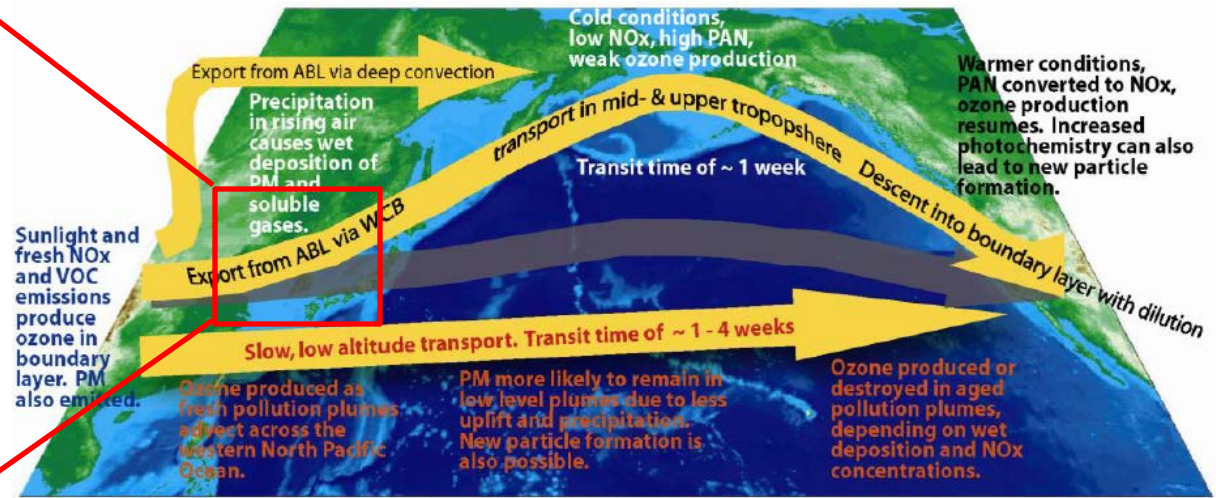 Cold conditions,
low NOx, high PAN,
weak ozone production
Export from ABL via deep convection
Precipitation
in rising air
causes wet
deposition of
PM and
soluble
gases.
Warmer conditions,
PAN converted to NOx,
ozone production
resumes. Increased
photochemistry can also
lead to new particle
formation.
Export from ABL via WCB
transport in mid- & upper tropopshere
Descent into boundary layer with dilution
Transit time of ~ 1 week
Sunlight and
fresh NOx
and VOC
emissions
produce
ozone in
boundary
layer. PM
also emitted.
Slow, low altitude transport. Transit time of ~ 1 - 4 weeks
Ozone produced as
fresh pollution plumes
advect across the
western North Pacific
Ocean.
PM more likely to remain in
low level plumes due to less
uplift and precipitation.
New particle formation is
also possible.
Ozone produced or
destroyed in aged
pollution plumes,
depending on wet
deposition and NOx
concentrations.